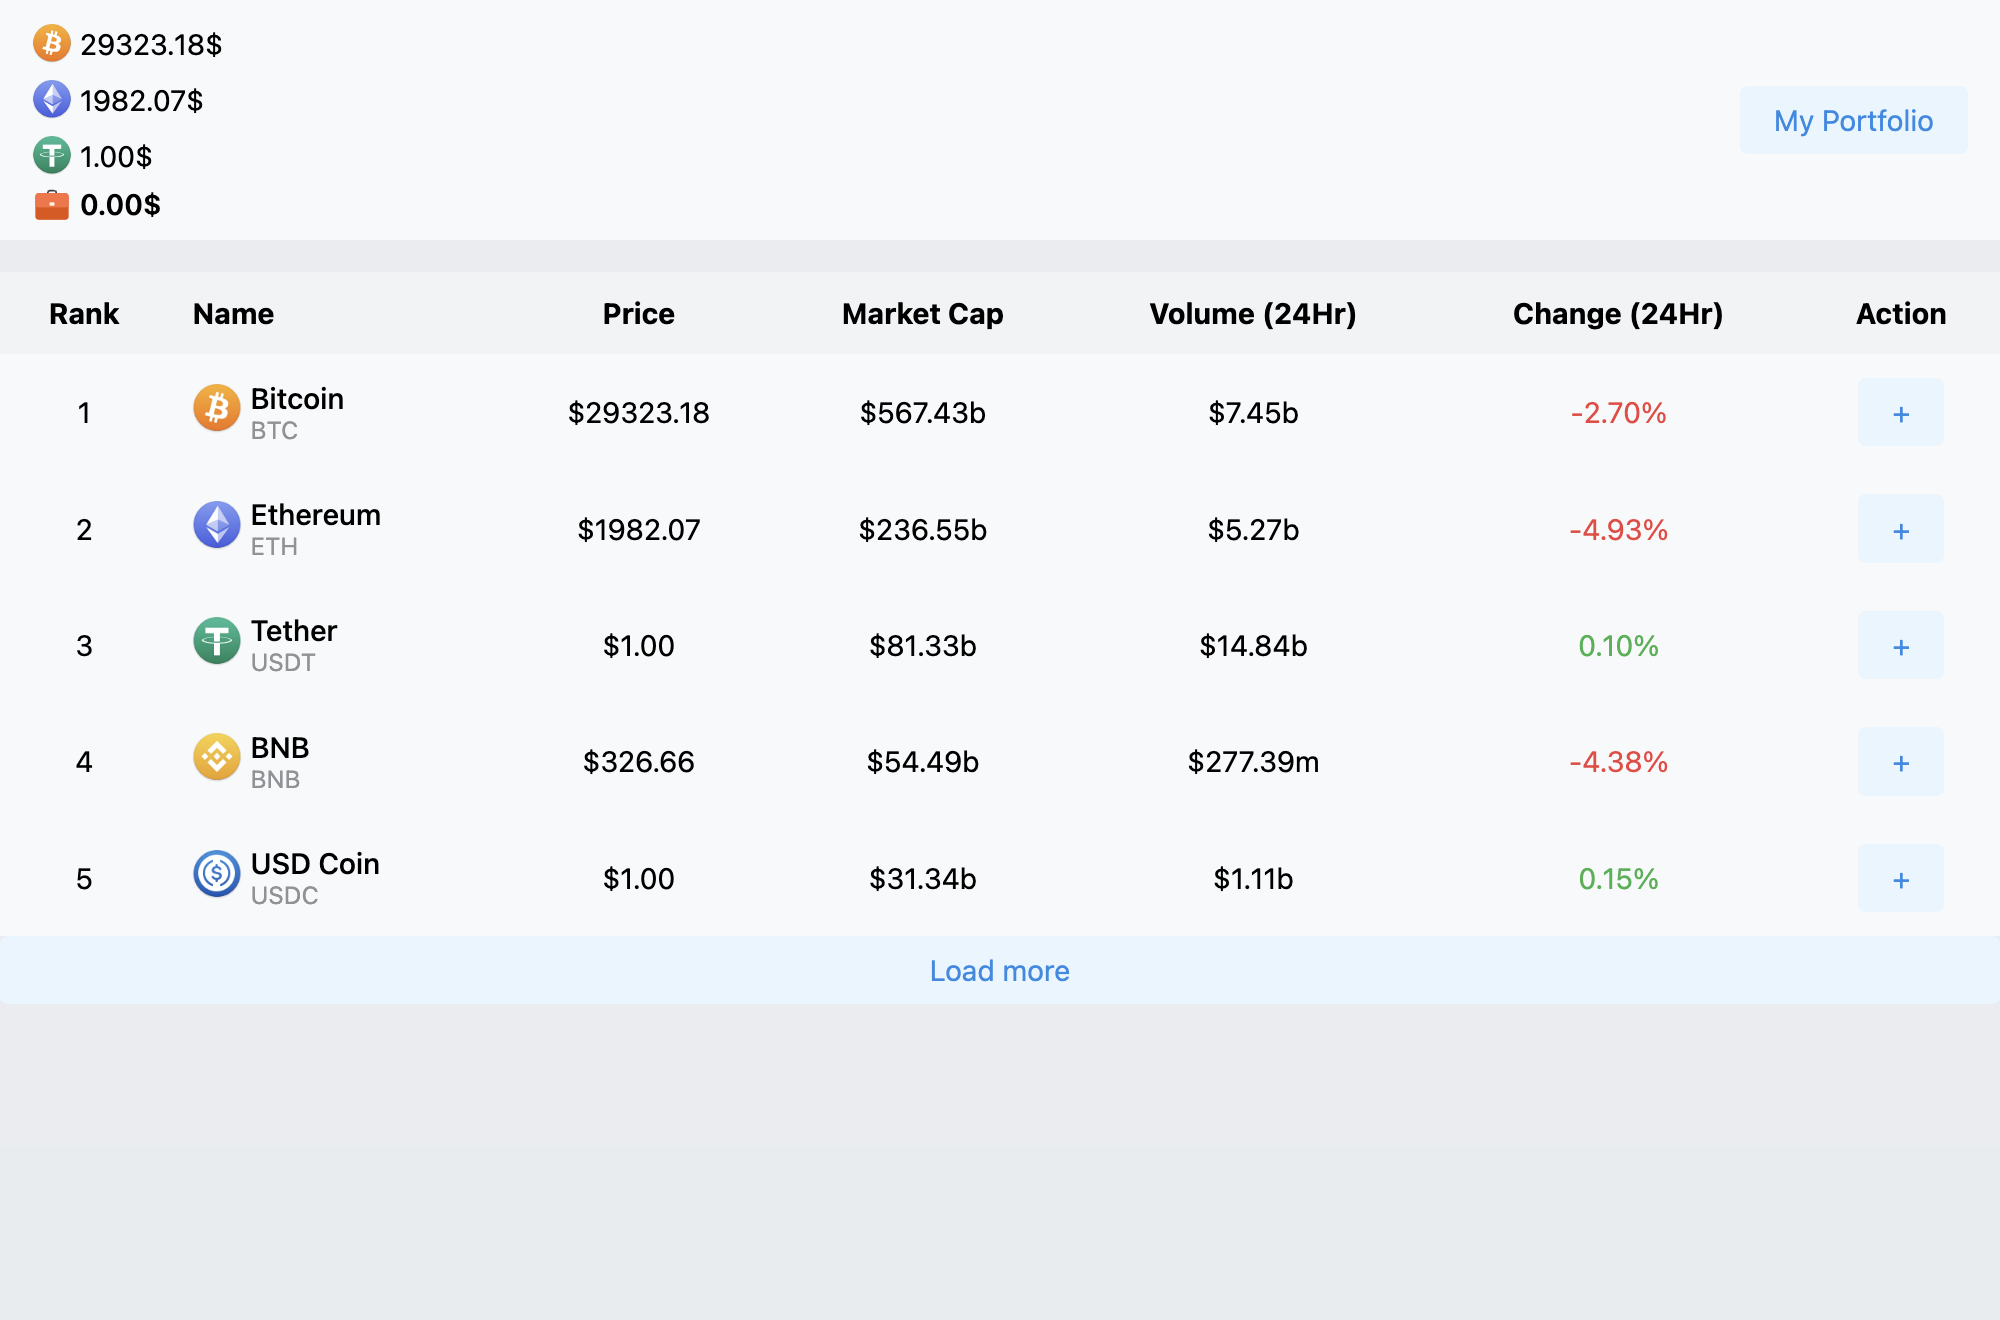 29323.18$
1982.07$
1.00$
0.00$
My Portfolio
Rank Name Price Market Cap Volume (24Hr) Change (24Hr) Action
1 Bitcoin $29323.18 $567.43b $7.45b -2.70% +
BTC
2 Ethereum $1982.07 $236.55b $5.27b -4.93% +
ETH
3 Tether $1.00 $81.33b $14.84b 0.10% +
USDT
4 BNB $326.66 $54.49b $277.39m -4.38% +
BNB
5 USD Coin $1.00 $31.34b $1.11b 0.15% +
USDC
Load more